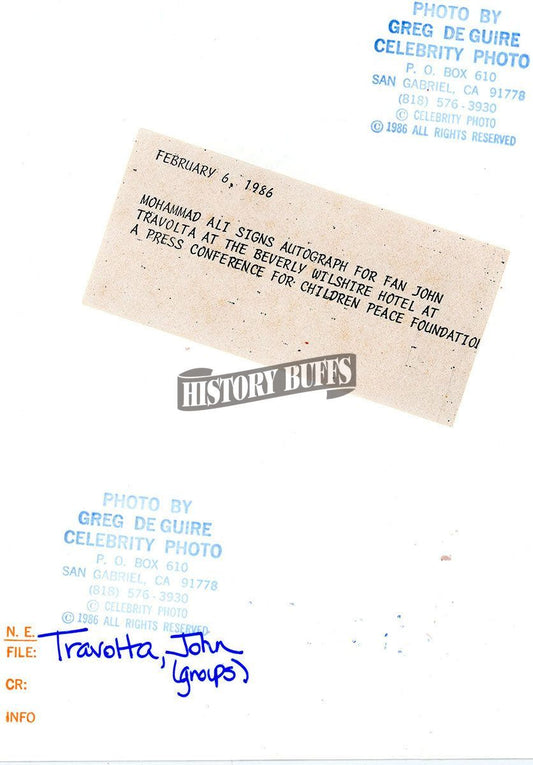 PHOTO BY
GREG DE GUIRE
CELEBRITY PHOTO
P. O. BOX 610
SAN GABRIEL, CA 91778
(818) 576-3930
© CELEBRITY PHOTO
© 1986 ALL RIGHTS RESERVED
FEBRUARY 6, 1986
MOHAMMAD ALI SIGNS AUTOGRAPH FOR FAN JOHN
TRAVOLTA AT THE BEVERLY WILSHIRE HOTEL AT
A PRESS CONFERENCE FOR CHILDREN PEACE FOUNDATION
HISTORY BUFFS
PHOTO BY
GREG DE GUIRE
CELEBRITY PHOTO
P. O. BOX 610
SAN GABRIEL, CA 91778
(818) 576-3930
© CELEBRITY PHOTO
© 1986 ALL RIGHTS RESERVED
N. E.
FILE: Travolta, John
(groups)
CR:
INFO